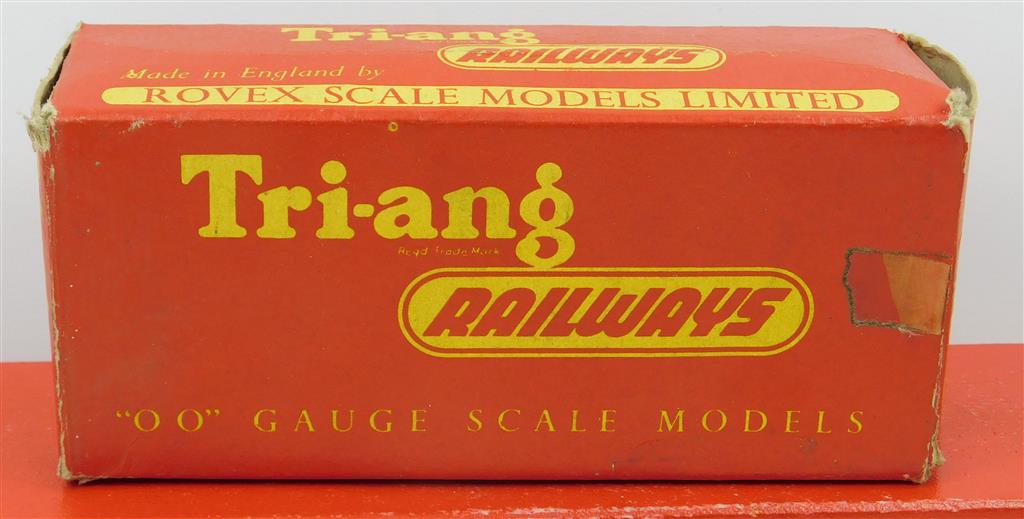 Tri-ang
RAILWAYS
Made in England by
ROVEX SCALE MODELS LIMITED
Tri-ang
Regd Trade Mark
RAILWAYS
"OO" GAUGE SCALE MODELS